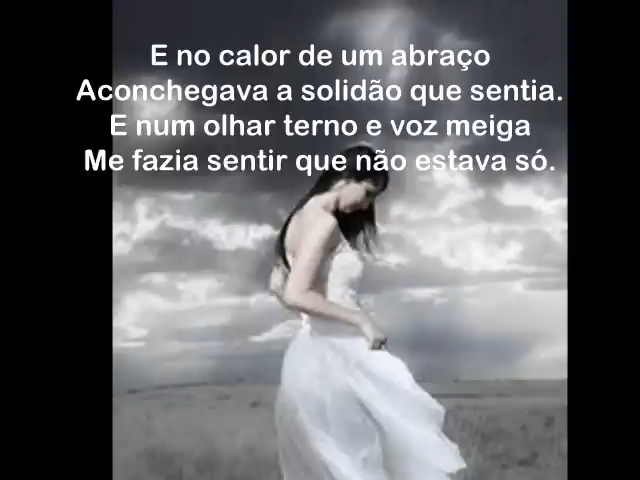 E no calor de um abraço
Aconchegava a solidão que sentia.
E num olhar terno e voz meiga
Me fazia sentir que não estava só.